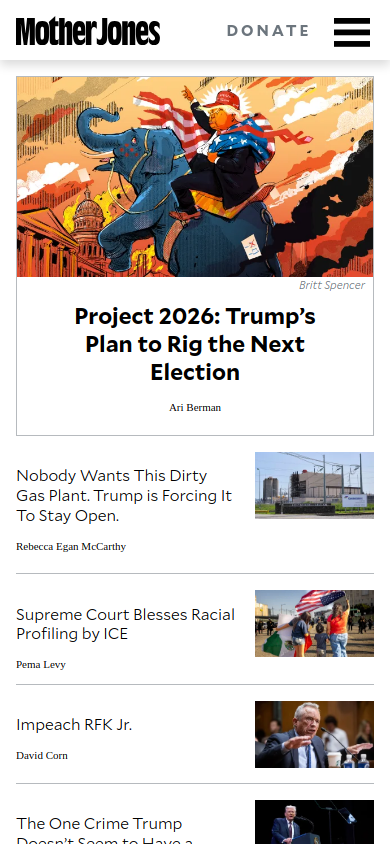 Mother Jones
DONATE
Britt Spencer
Project 2026: Trump’s
Plan to Rig the Next
Election
Ari Berman
Nobody Wants This Dirty
Gas Plant. Trump is Forcing It
To Stay Open.
Rebecca Egan McCarthy
Supreme Court Blesses Racial
Profiling by ICE
Pema Levy
Impeach RFK Jr.
David Corn
The One Crime Trump
Doesn’t Seem to Have a